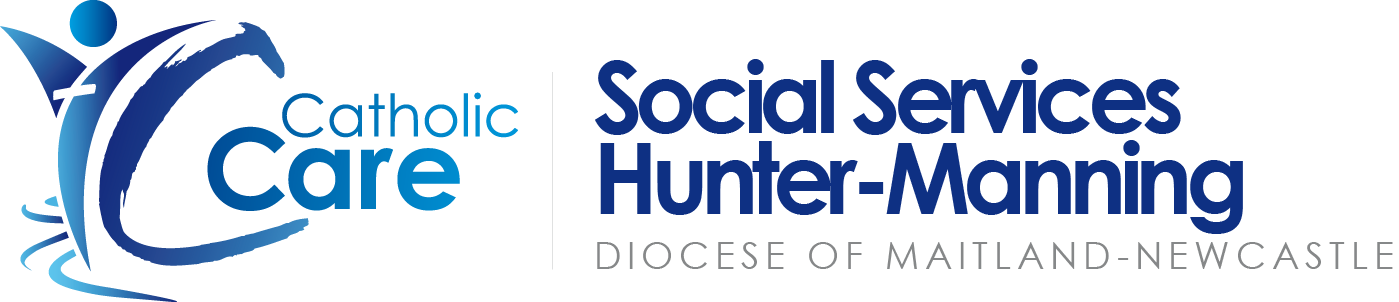 Catholic
Care
Social Services
Hunter-Manning
DIOCESE OF MAITLAND-NEWCASTLE